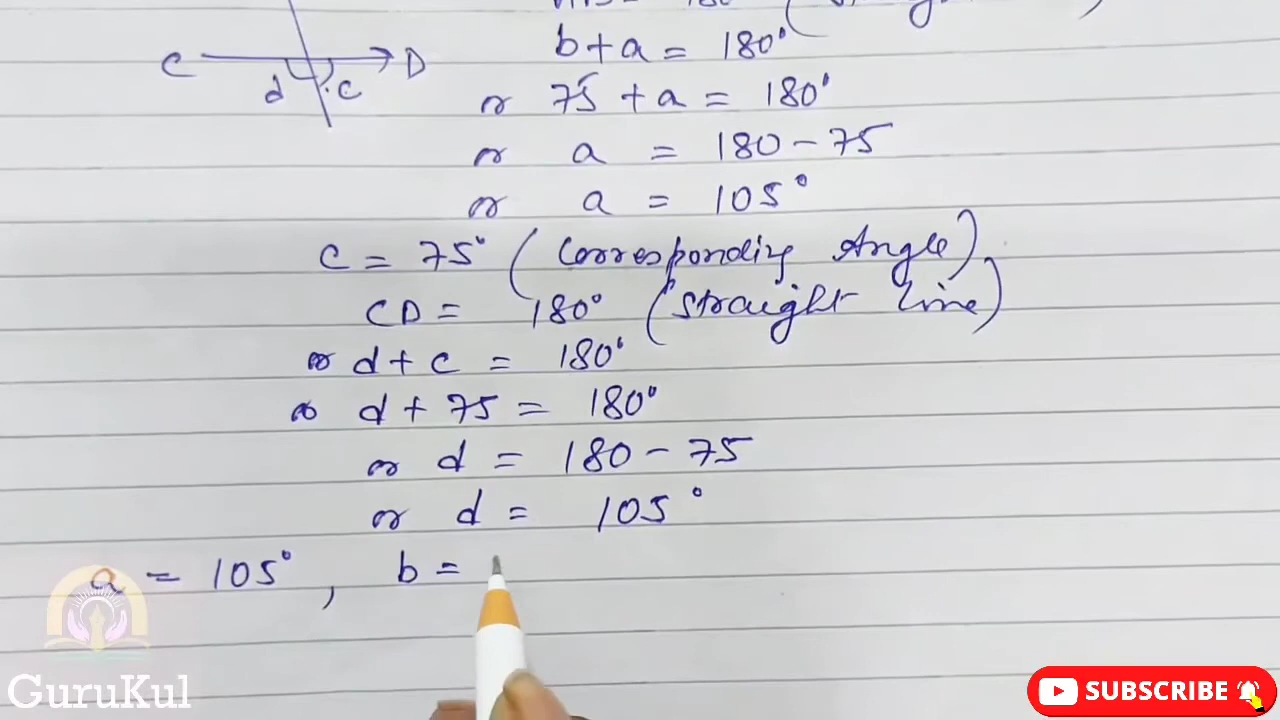 b + a = 180°
C D
d c
or 75 + a = 180°
or a = 180 - 75
or a = 105°
c = 75° (Corresponding Angle)
CD = 180° (Straight line)
or d + c = 180°
or d + 75 = 180°
or d = 180 - 75
or d = 105°
a = 105°, b =
GuruKul
SUBSCRIBE